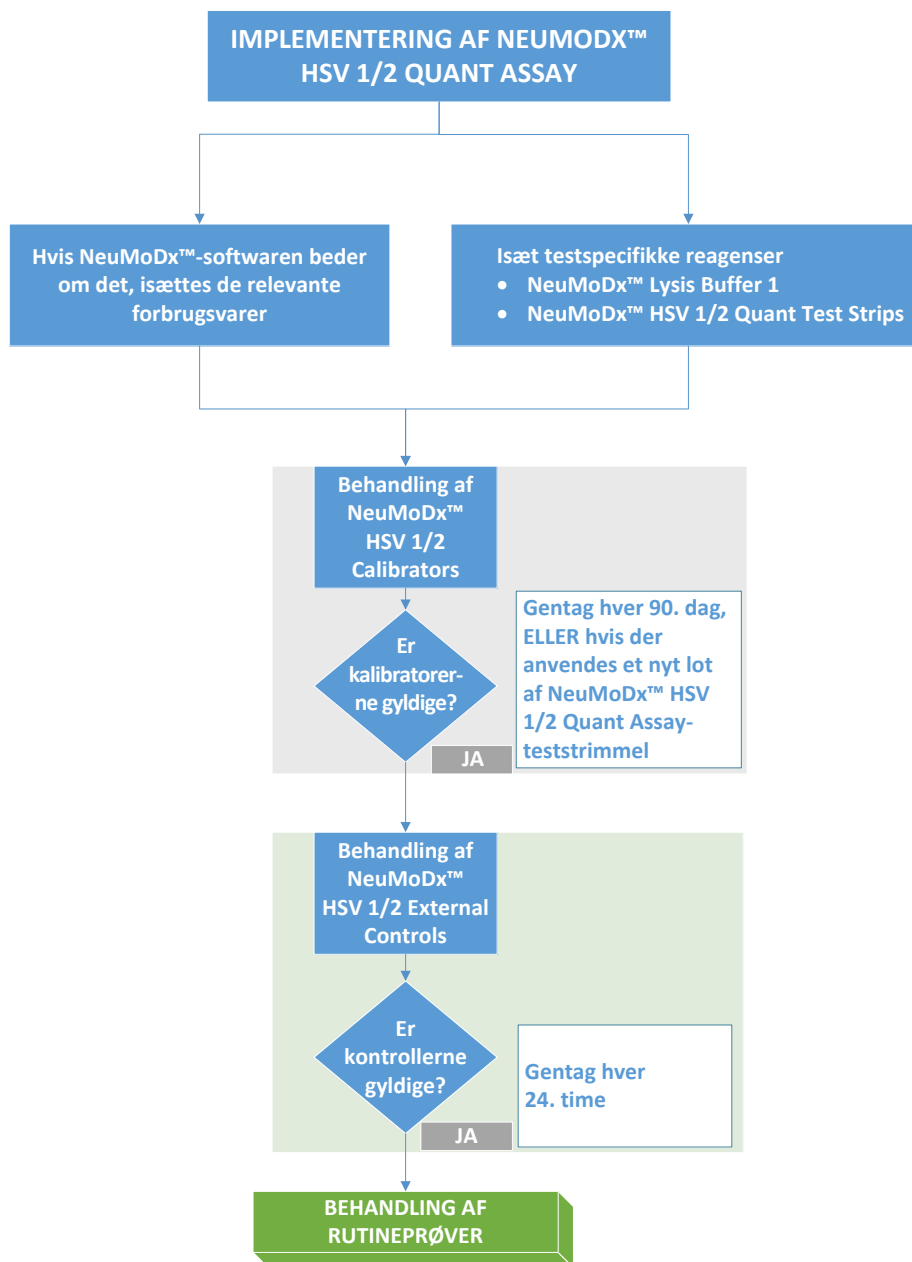 IMPLEMENTERING AF NEUMODX™
HSV 1/2 QUANT ASSAY
Hvis NeuMoDx™-softwaren beder
om det, isættes de relevante
forbrugsvarer
Isæt testspecifikke reagenser
• NeuMoDx™ Lysis Buffer 1
• NeuMoDx™ HSV 1/2 Quant Test Strips
Behandling af
NeuMoDx™
HSV 1/2
Calibrators
Er
kalibratorer-
ne gyldige?
Gentag hver 90. dag,
ELLER hvis der
anvendes et nyt lot
af NeuMoDx™ HSV
1/2 Quant Assay-
teststrimmel
JA
Behandling af
NeuMoDx™
HSV 1/2 External
Controls
Er
kontrollerne
gyldige?
Gentag hver
24. time
JA
BEHANDLING AF
RUTINEPRØVER